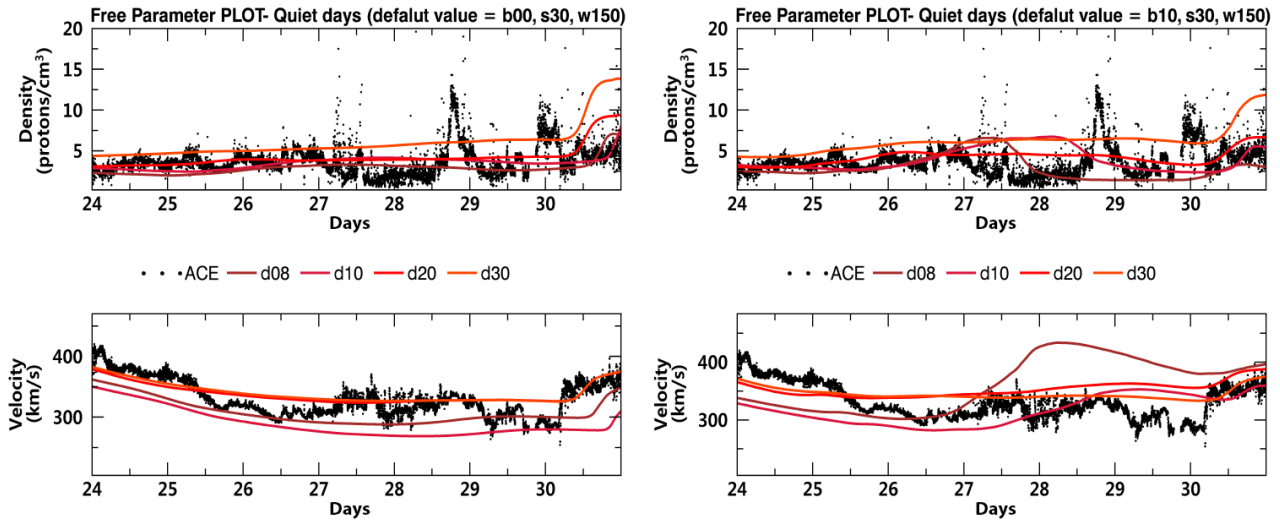 Free Parameter PLOT- Quiet days (defalut value = b00, s30, w150)
20
15
10
5
Density
(protons/cm³)
24 25 26 27 28 29 30
Days
ACE d08 d10 d20 d30
400
300
Velocity
(km/s)
24 25 26 27 28 29 30
Days
Free Parameter PLOT- Quiet days (defalut value = b10, s30, w150)
20
15
10
5
Density
(protons/cm³)
24 25 26 27 28 29 30
Days
ACE d08 d10 d20 d30
400
300
Velocity
(km/s)
24 25 26 27 28 29 30
Days